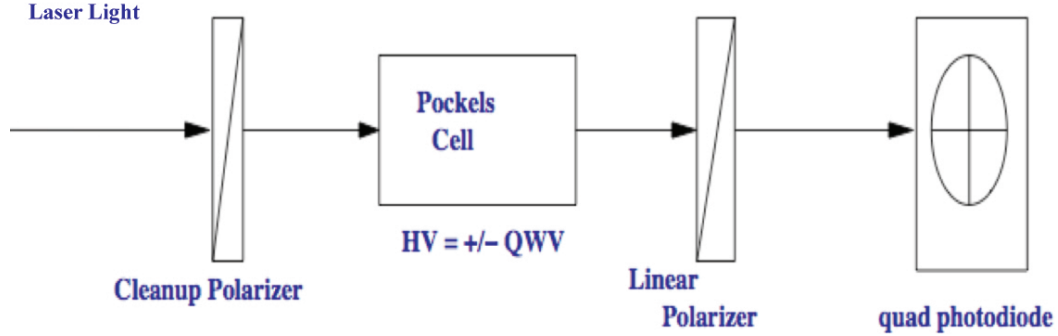 Laser Light
Pockels
Cell
HV = +/– QWV
Cleanup Polarizer
Linear
Polarizer
quad photodiode